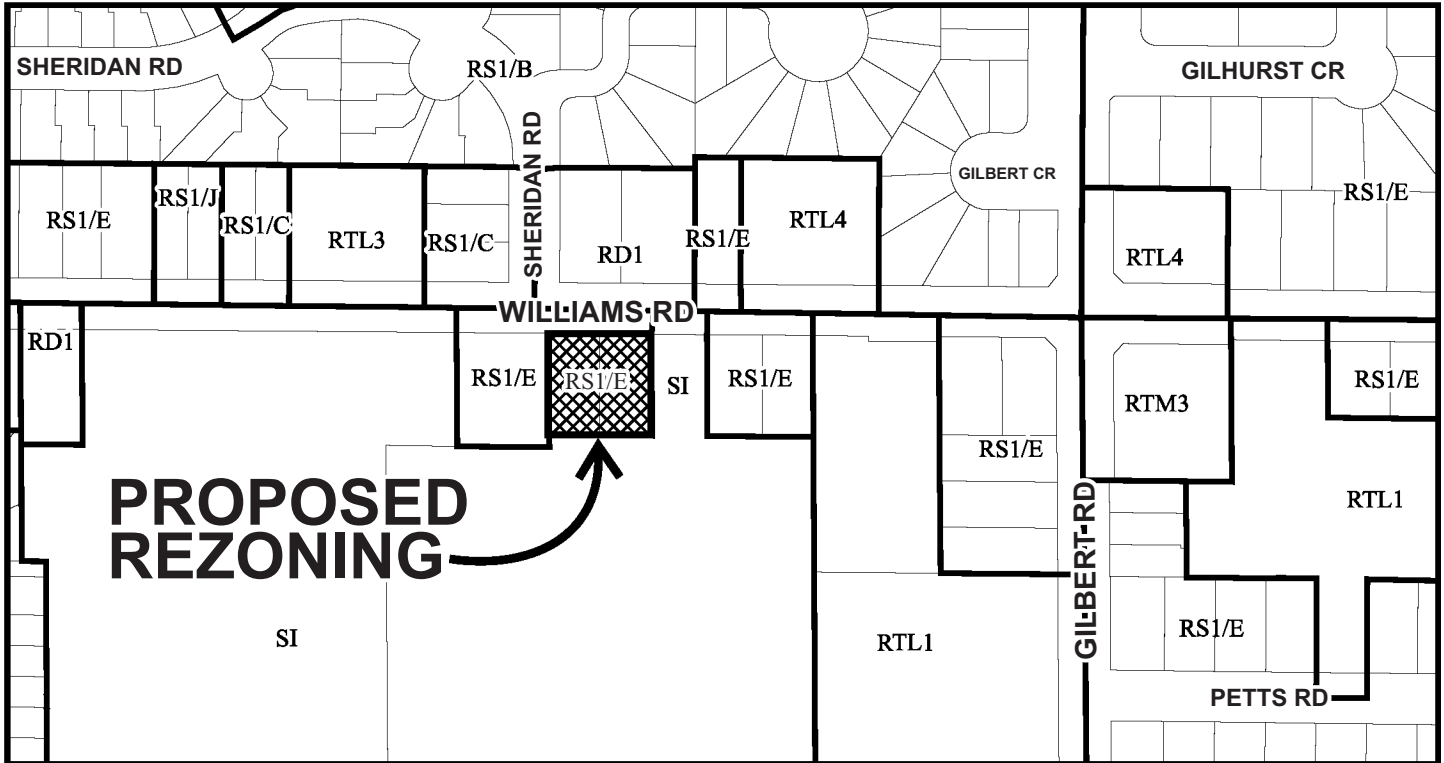 SHERIDAN RD
RS1/B
GILHURST CR
SHERIDAN RD
GILBERT CR
RS1/E
RS1/J
RS1/C
RTL3
RS1/C
RD1
RS1/E
RTL4
RTL4
RS1/E
WILLIAMS RD
RD1
RS1/E
RS1/E
SI
RS1/E
RS1/E
RTM3
RS1/E
RTL1
PROPOSED
REZONING
GILBERT RD
SI
RTL1
RS1/E
PETTS RD